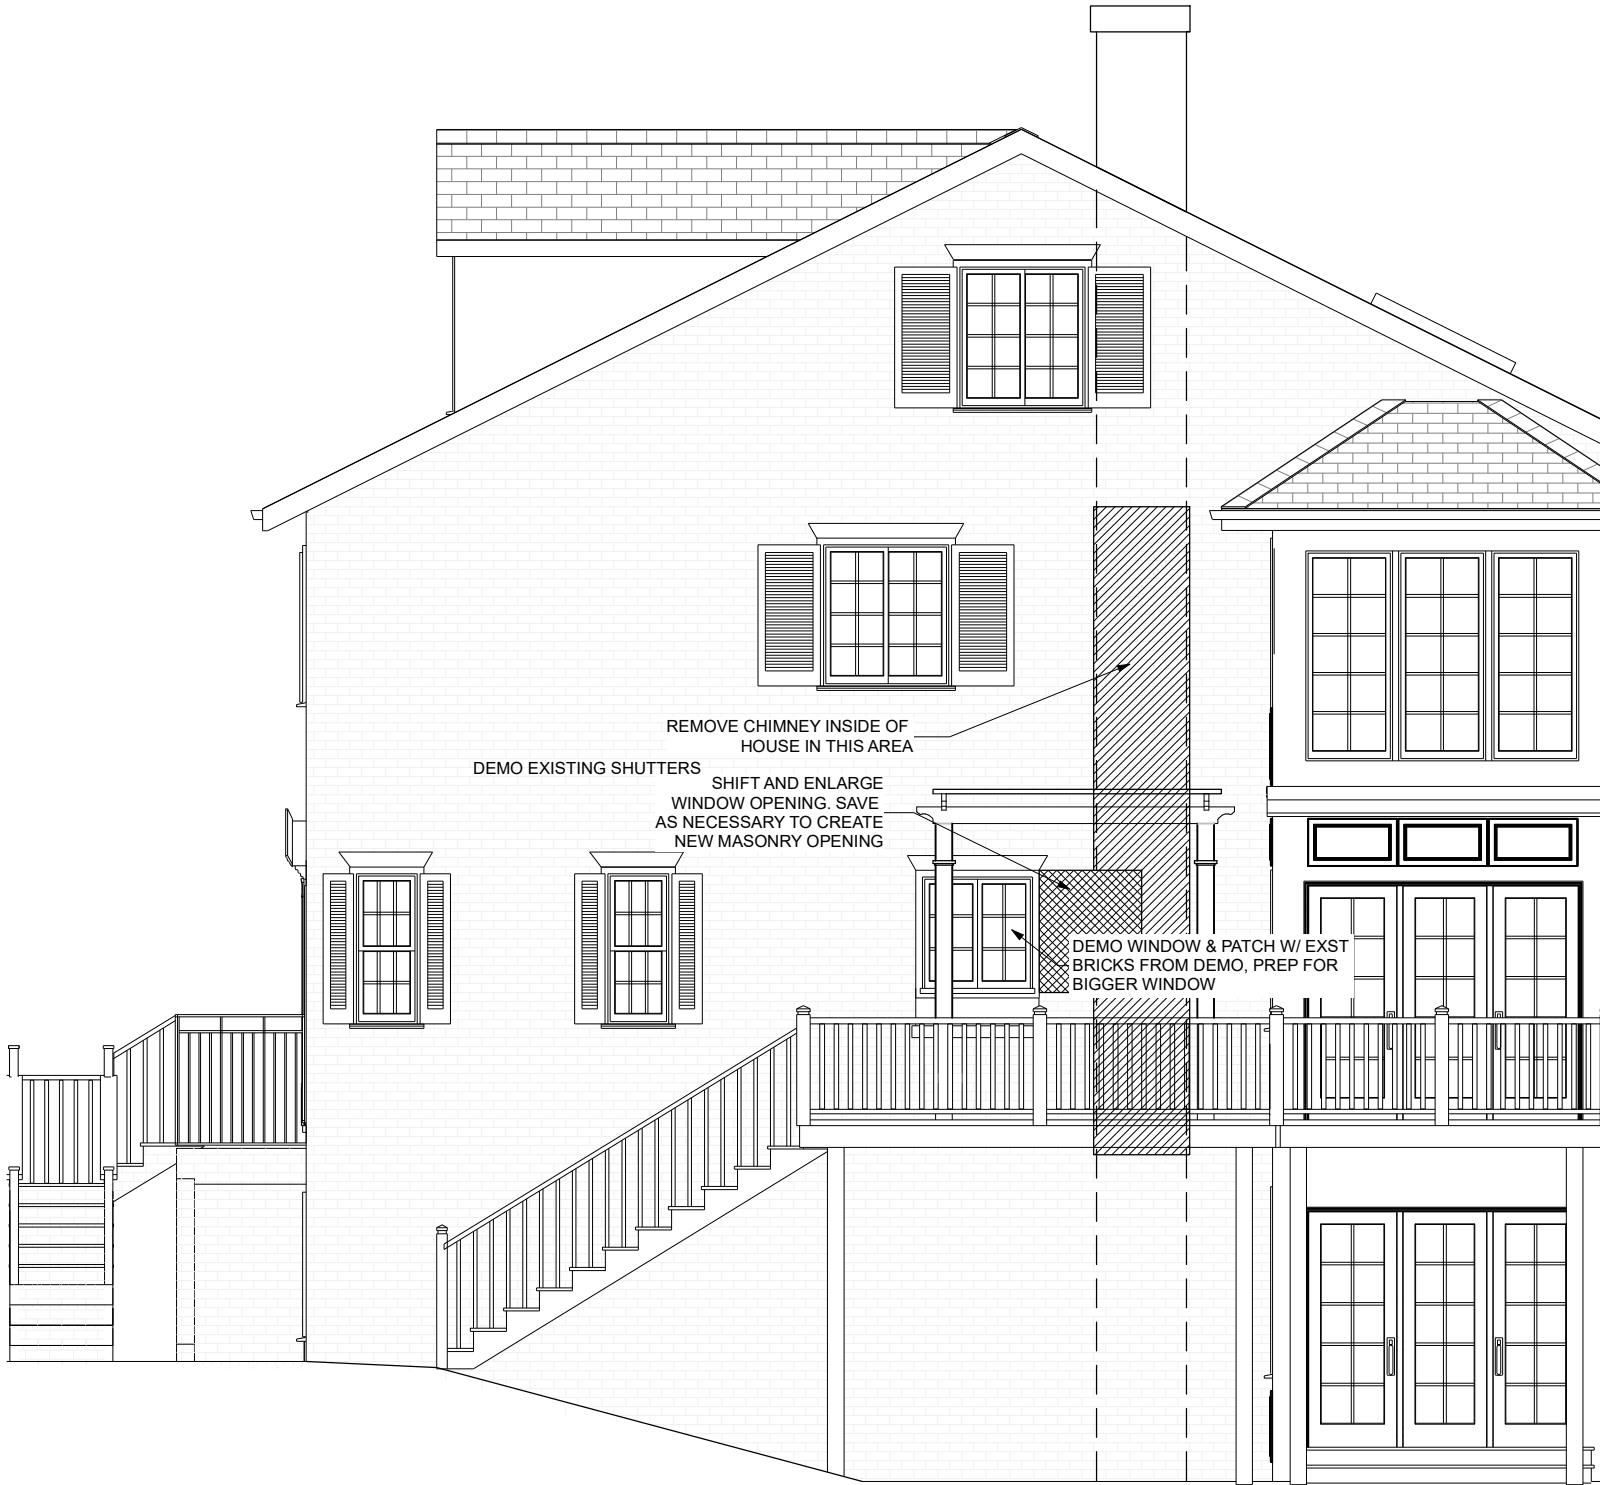 REMOVE CHIMNEY INSIDE OF
HOUSE IN THIS AREA
DEMO EXISTING SHUTTERS
SHIFT AND ENLARGE
WINDOW OPENING. SAVE
AS NECESSARY TO CREATE
NEW MASONRY OPENING
DEMO WINDOW & PATCH W/ EXST
BRICKS FROM DEMO, PREP FOR
BIGGER WINDOW